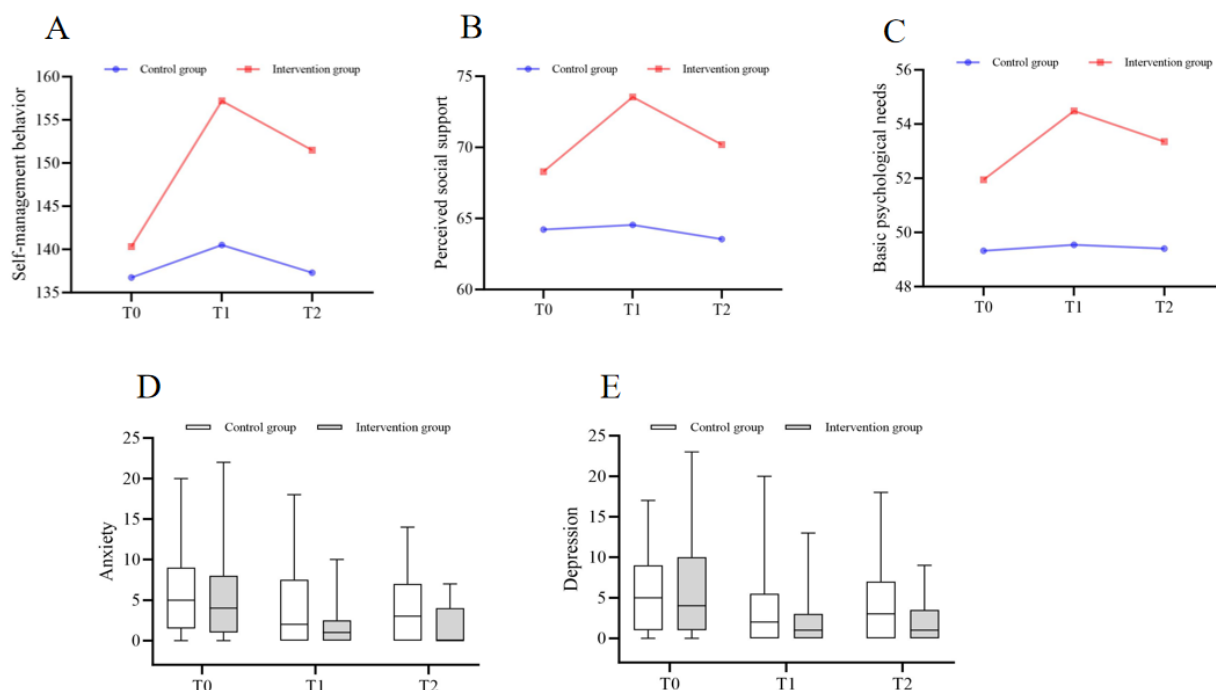 A
Control group Intervention group
Self-management behavior
160
155
150
145
140
135
T0 T1 T2
B
Control group Intervention group
Perceived social support
75
70
65
60
T0 T1 T2
C
Control group Intervention group
Basic psychological needs
56
54
52
50
48
T0 T1 T2
D
Control group Intervention group
Anxiety
25
20
15
10
5
0
T0 T1 T2
E
Control group Intervention group
Depression
25
20
15
10
5
0
T0 T1 T2